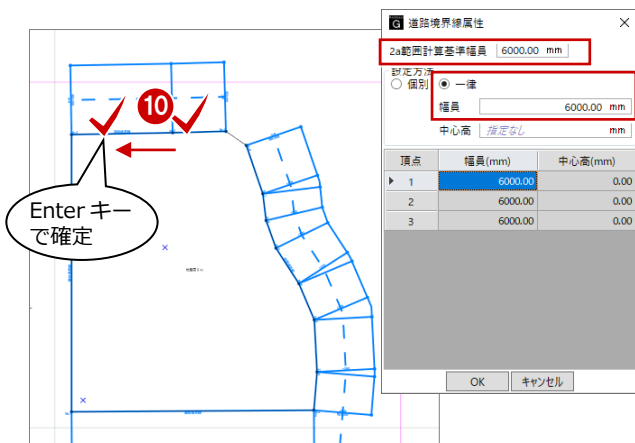 G 道路境界線属性
2a範囲計算基準幅員 6000.00 mm
設定方法
個別 一律
幅員 6000.00 mm
中心高 指定なし mm
頂点 幅員(mm) 中心高(mm)
1 6000.00 0.00
2 6000.00 0.00
3 6000.00 0.00
OK キャンセル
10
Enter キー
で確定